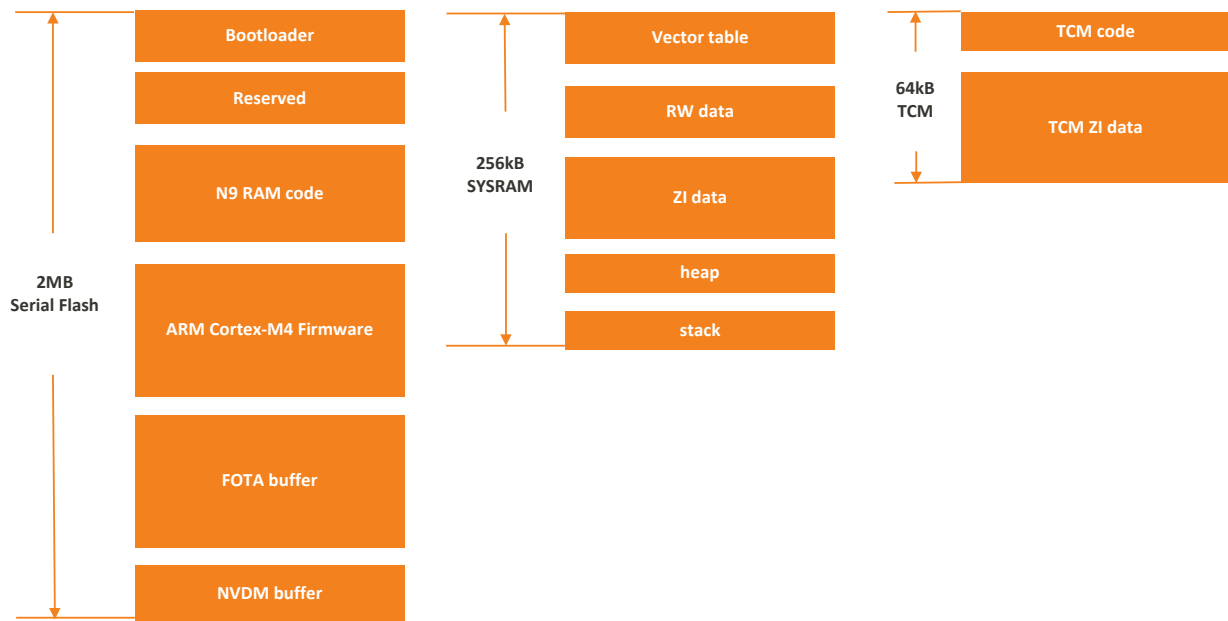 2MB
Serial Flash
Bootloader
Reserved
N9 RAM code
ARM Cortex-M4 Firmware
FOTA buffer
NVDM buffer
256kB
SYSRAM
Vector table
RW data
ZI data
heap
stack
64kB
TCM
TCM code
TCM ZI data